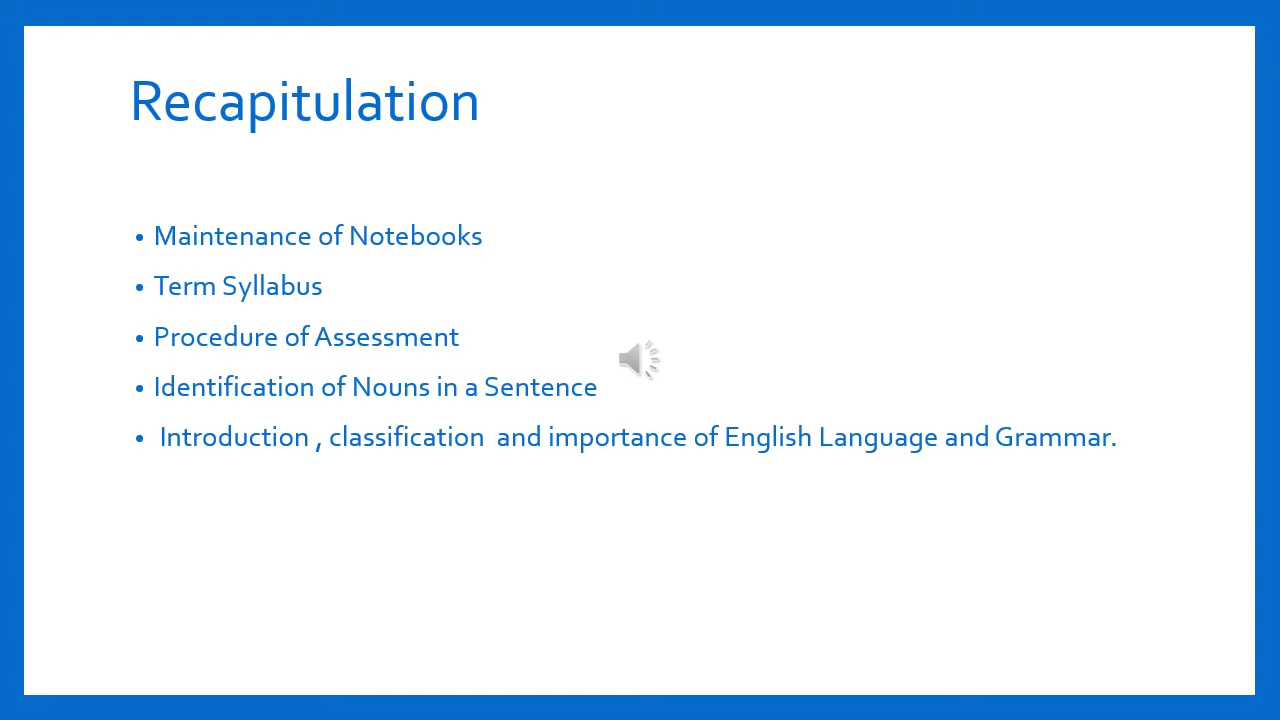 Recapitulation
• Maintenance of Notebooks
• Term Syllabus
• Procedure of Assessment
• Identification of Nouns in a Sentence
• Introduction , classification  and importance of English Language and Grammar.